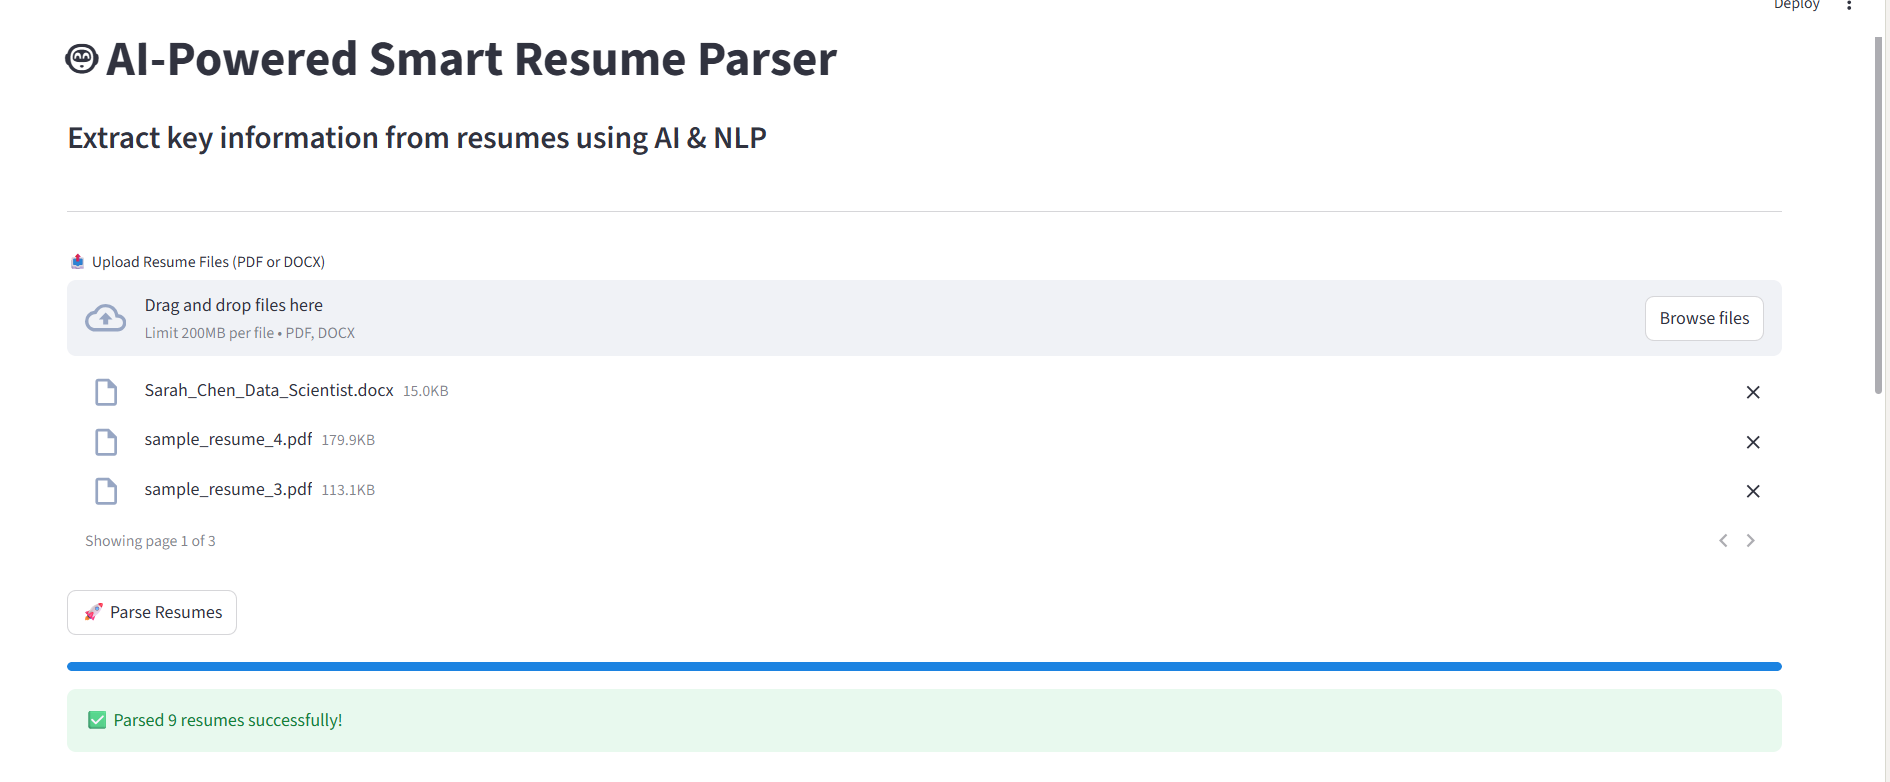 Deploy
AI-Powered Smart Resume Parser
Extract key information from resumes using AI & NLP
Upload Resume Files (PDF or DOCX)
Drag and drop files here
Limit 200MB per file • PDF, DOCX
Browse files
Sarah_Chen_Data_Scientist.docx 15.0KB
sample_resume_4.pdf 179.9KB
sample_resume_3.pdf 113.1KB
Showing page 1 of 3
Parse Resumes
Parsed 9 resumes successfully!